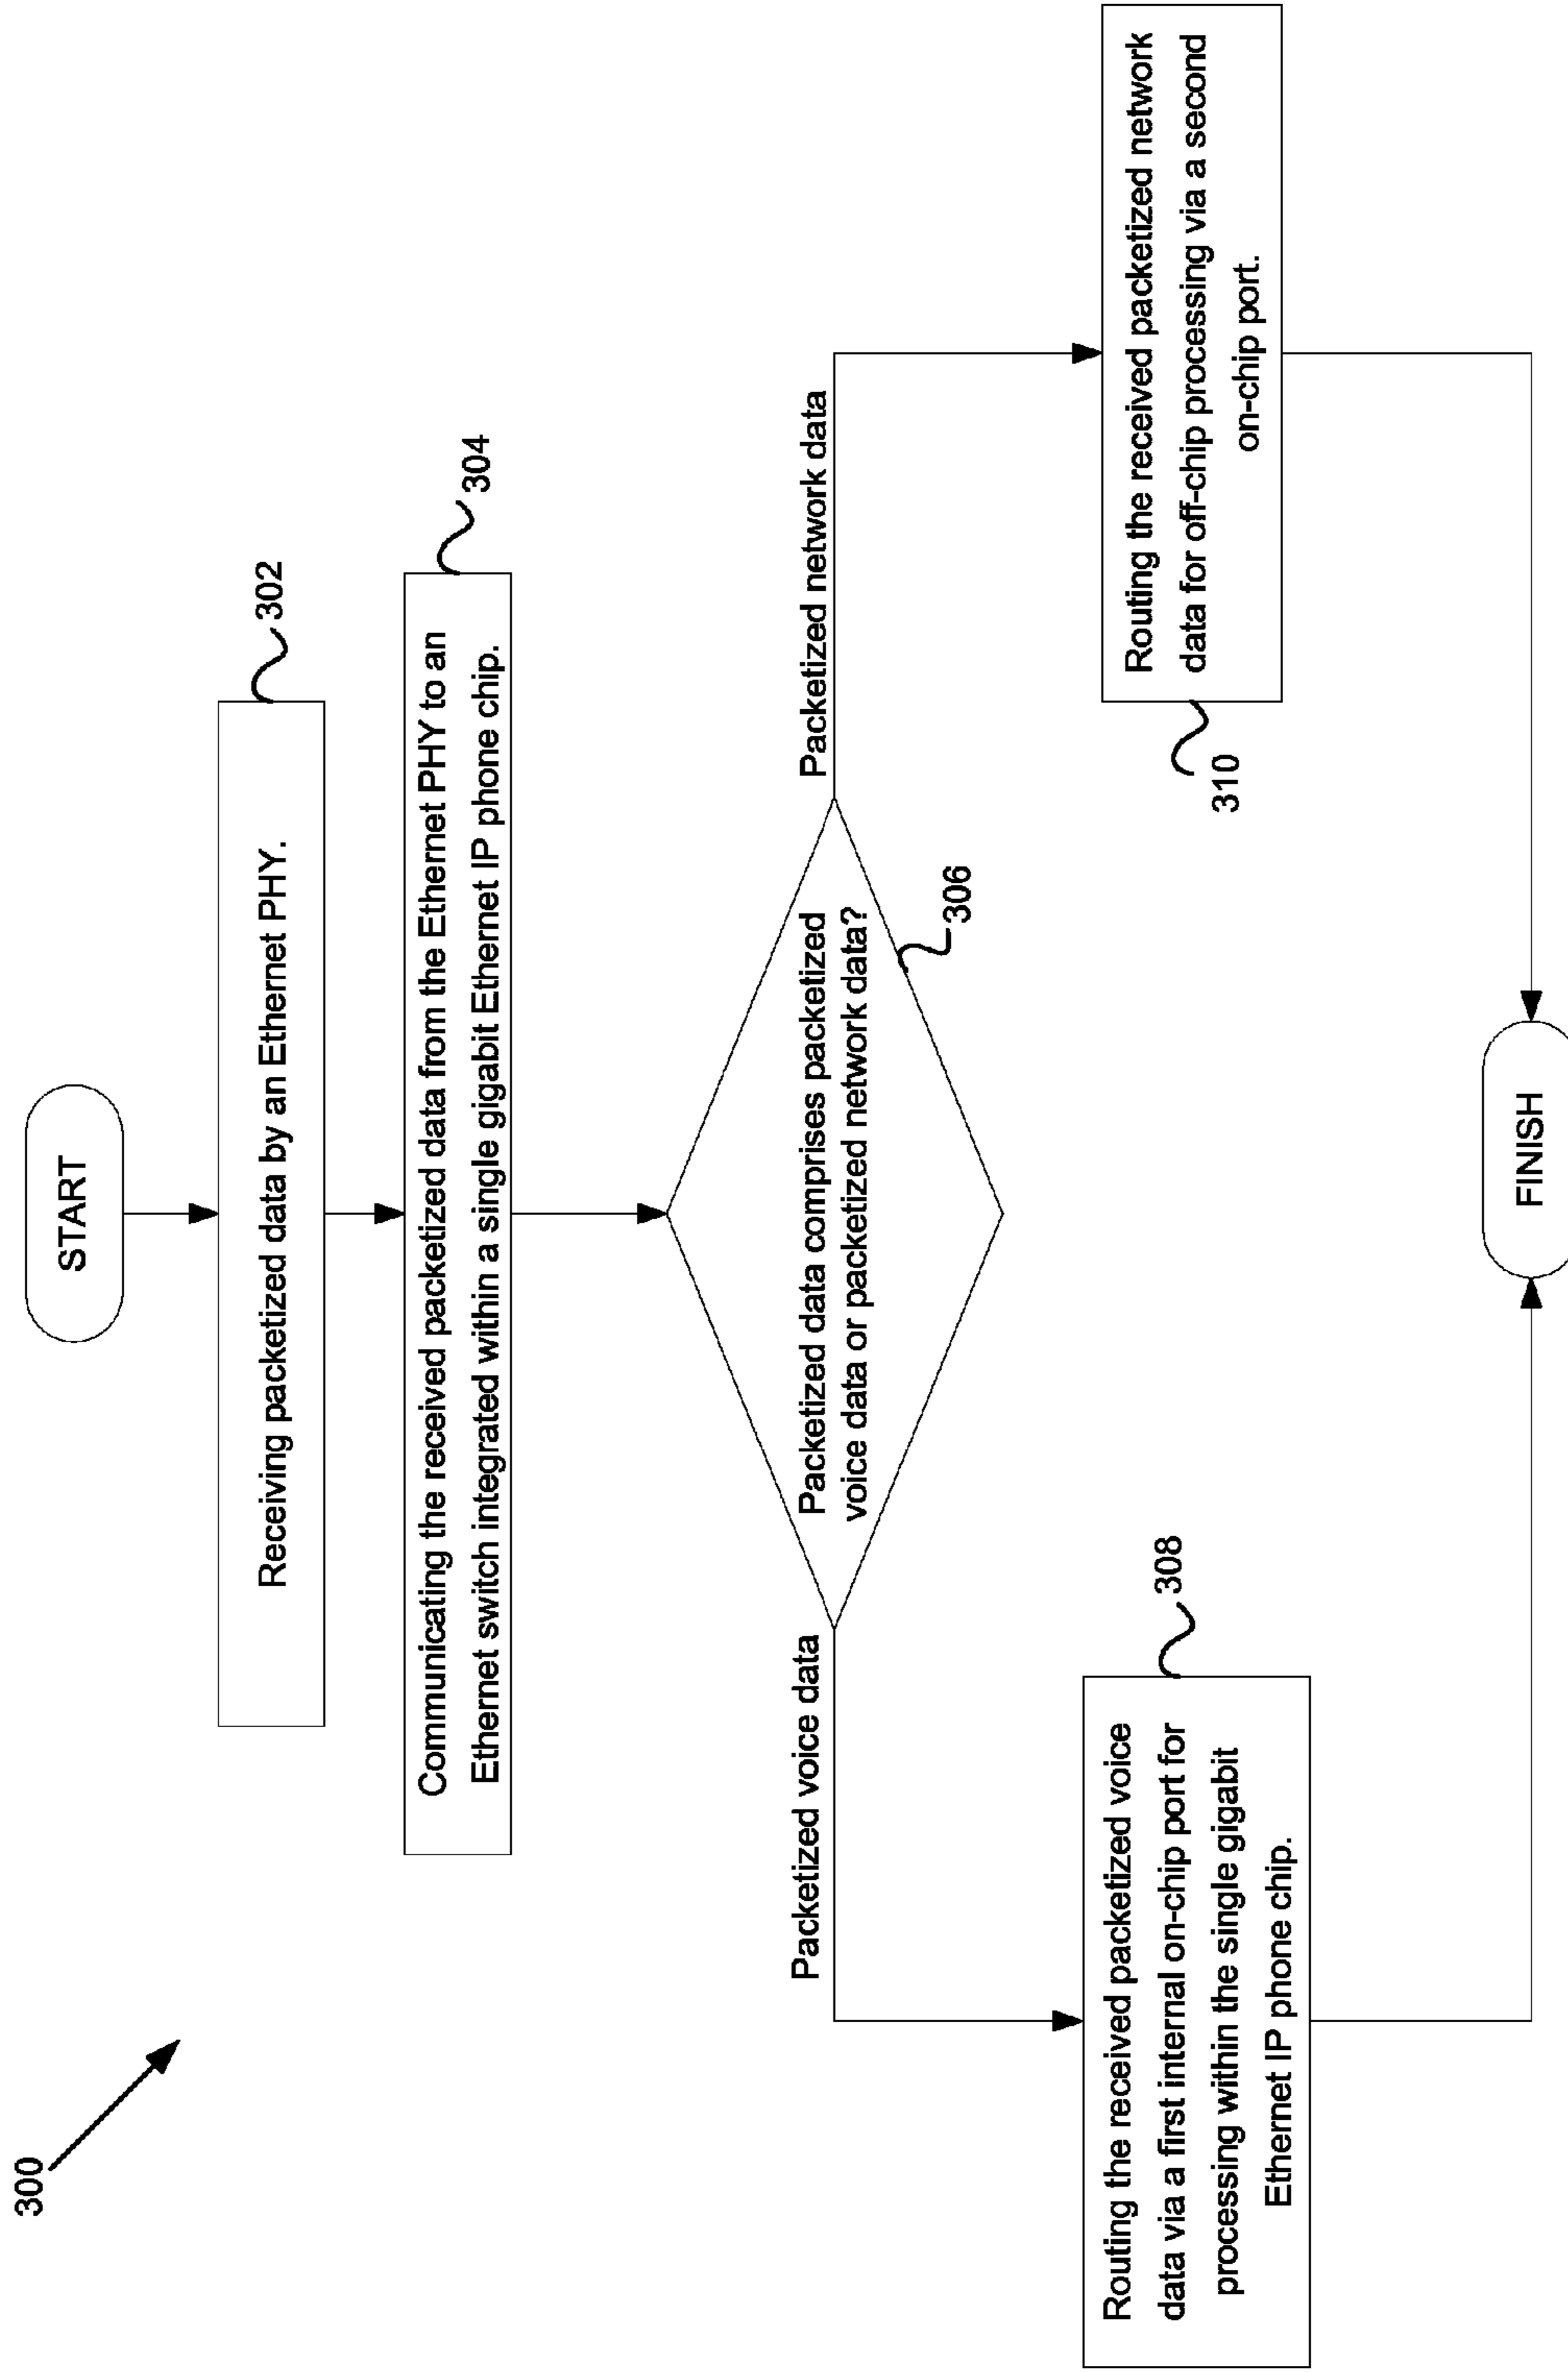 300
START
Receiving packetized data by an Ethernet PHY.
302
Communicating the received packetized data from the Ethernet PHY to an
Ethernet switch integrated within a single gigabit Ethernet IP phone chip.
304
Packetized data comprises packetized
voice data or packetized network data?
306
Packetized voice data
Packetized network data
Routing the received packetized voice
data via a first internal on-chip port for
processing within the single gigabit
Ethernet IP phone chip.
308
Routing the received packetized network
data for off-chip processing via a second
on-chip port.
310
FINISH